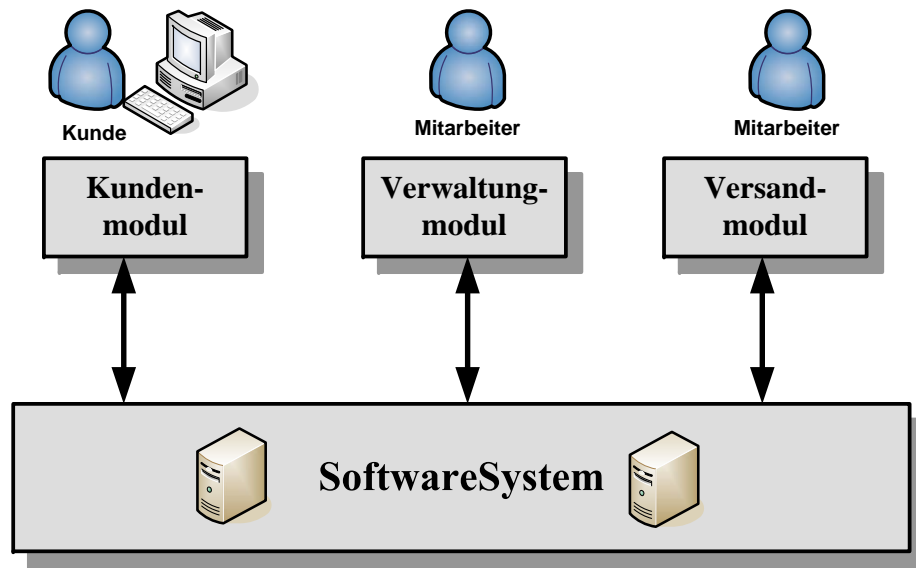 Kunde
Mitarbeiter
Mitarbeiter
Kunden-
modul
Verwaltung-
modul
Versand-
modul
SoftwareSystem